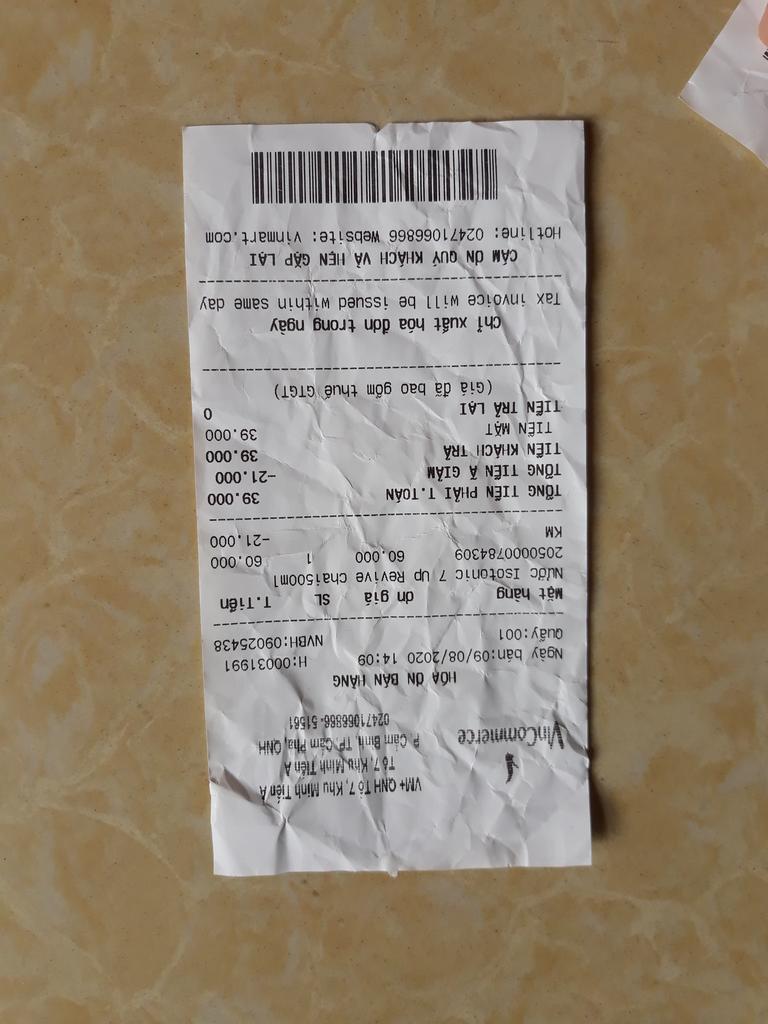 VinCommerce
VM+ QNH Tổ 7, Khu Minh Tiến A
Tổ 7, Khu Minh Tiến A
P. Cẩm Bình, TP. Cẩm Phả, QNH
02471066866-51561
HÓA ĐN BÁN HÀNG
Ngày bán:09/08/2020 14:09 H:00031991
Quầy:001 NVBH:09025438
Mặt hàng ơn giá SL T.Tiền
Nước Isotonic 7 Up Revive chai500ml
2050000784309 60.000 1 60.000
KM -21.000
TỔNG TIỀN PHẢI T.TOÁN 39.000
TỔNG TIỀN Ã GIẢM -21.000
TIỀN KHÁCH TRẢ 39.000
TIỀN MẶT 39.000
TIỀN TRẢ LẠI 0
(Giá đã bao gồm thuế GTGT)
Chỉ xuất hóa đơn trong ngày
Tax invoice will be issued within same day
CẢM ƠN QUÝ KHÁCH VÀ HẸN GẶP LẠI
Hotline: 02471066866 Website: vinmart.com